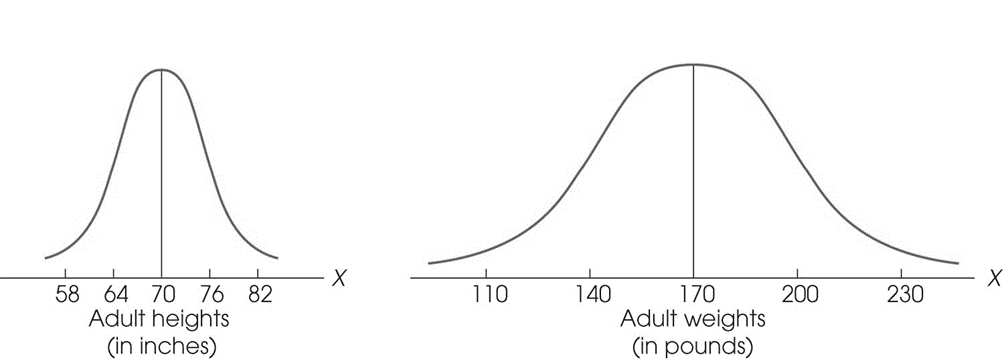 58 64 70 76 82 X
Adult heights
(in inches)
110 140 170 200 230 X
Adult weights
(in pounds)